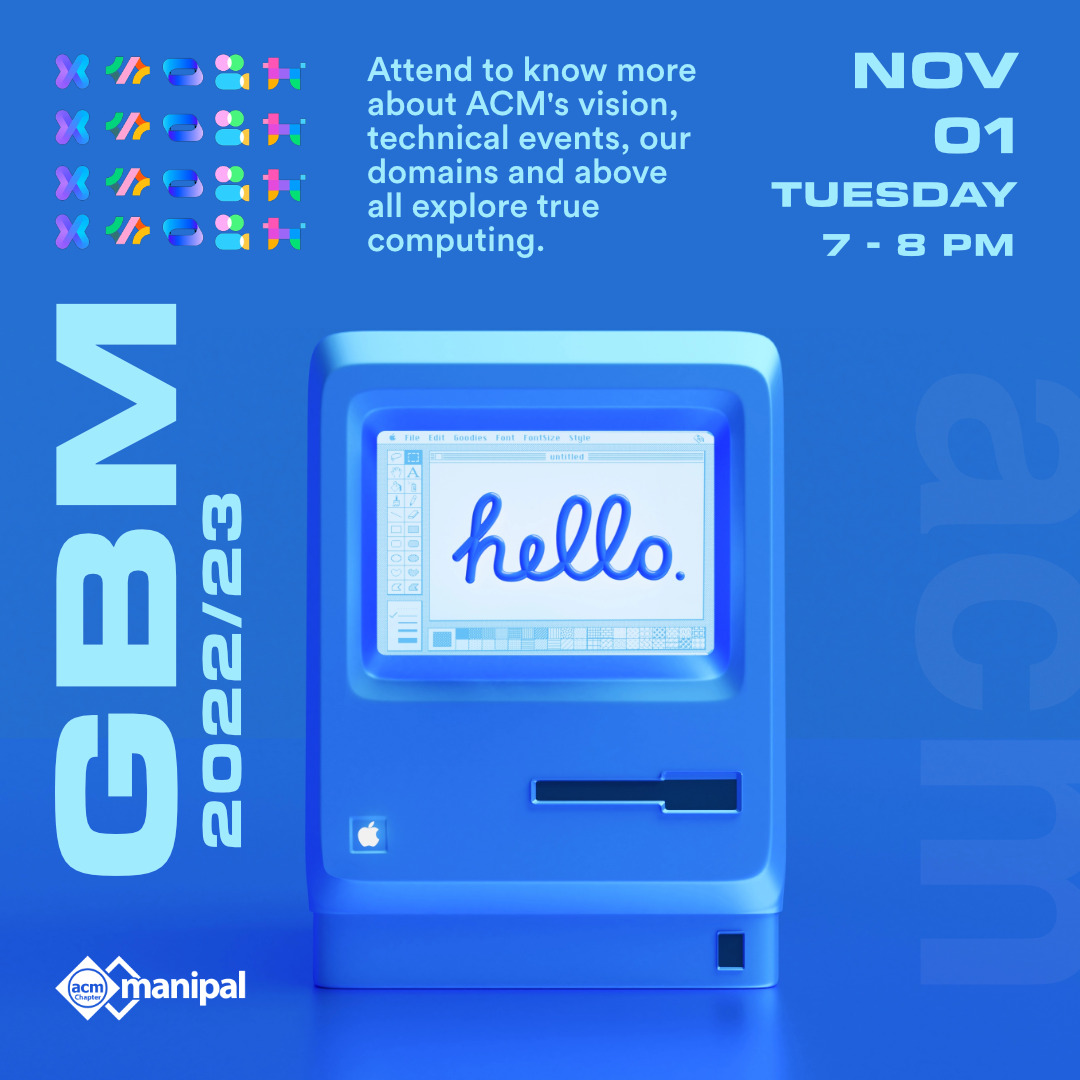 Attend to know more
about ACM's vision,
technical events, our
domains and above
all explore true
computing.
NOV
01
TUESDAY
7 - 8 PM
GBM
2022/23
File Edit Goodies Font FontSize Style
untitled
A
hello.
acm
acm
Chapter
manipal